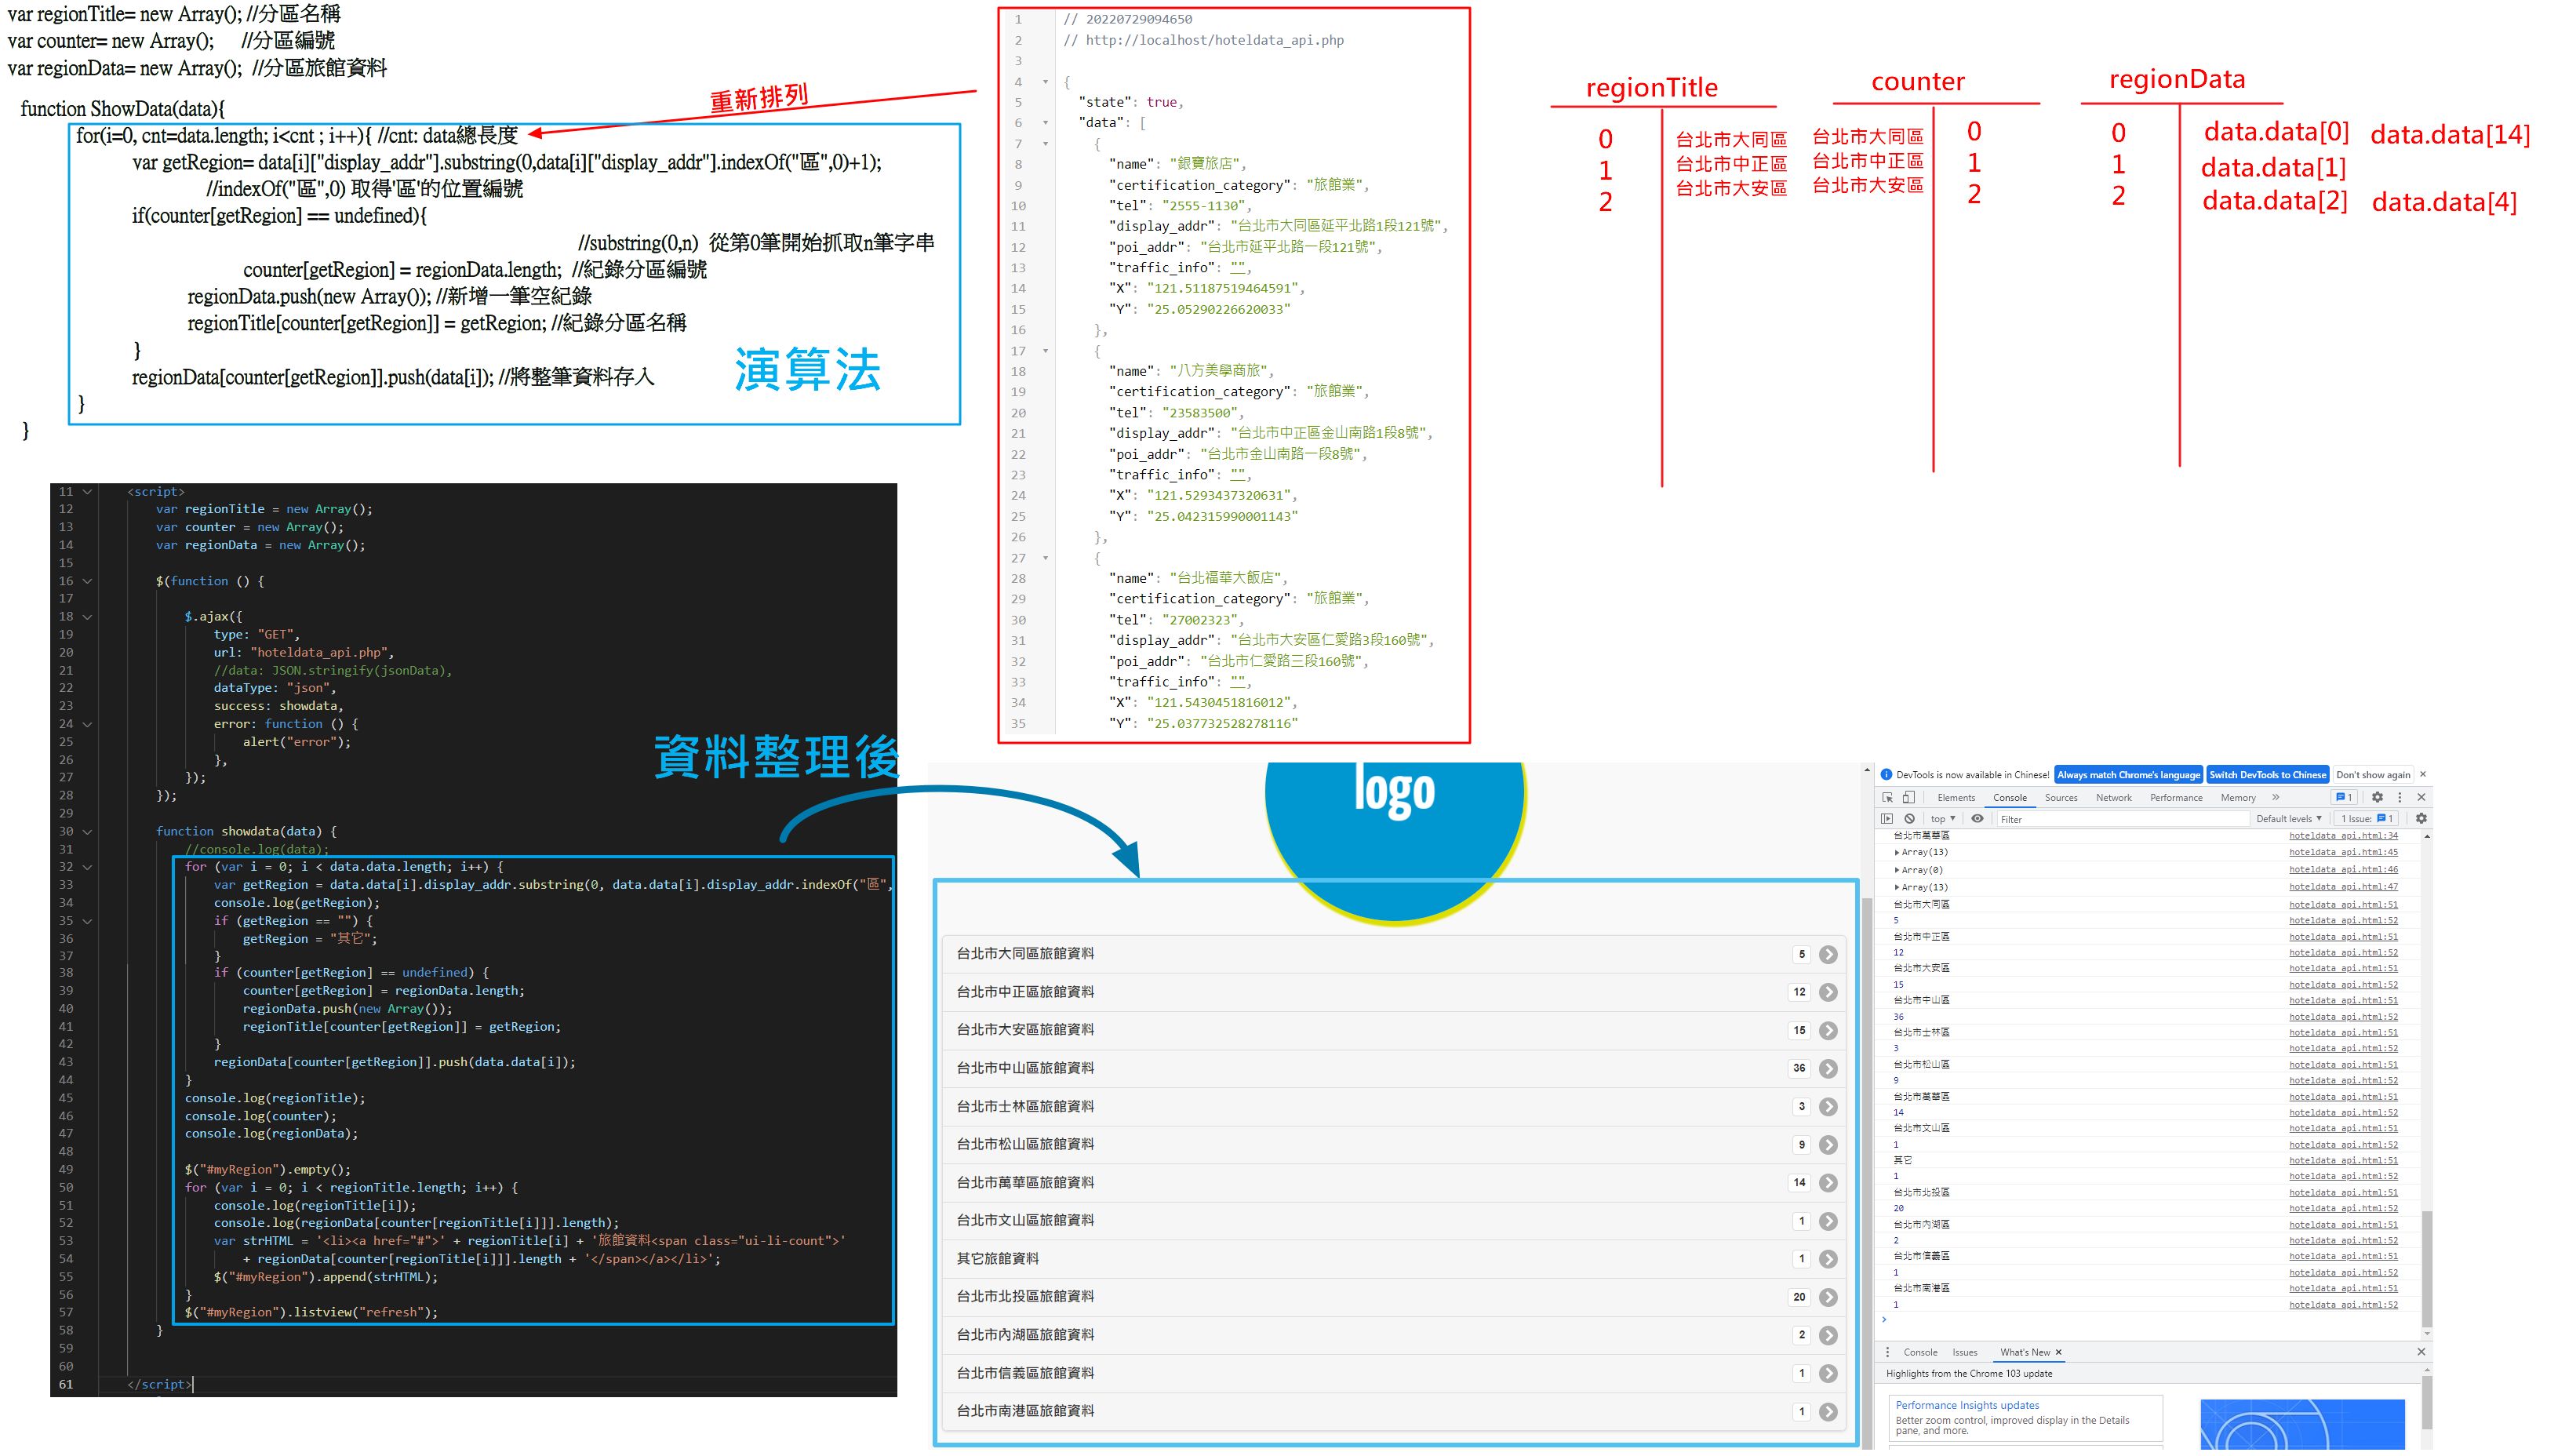 var regionTitle= new Array(); //分區名稱
var counter= new Array(); //分區編號
var regionData= new Array(); //分區旅館資料
function ShowData(data){
for(i=0, cnt=data.length; i<cnt ; i++){ //cnt: data總長度
var getRegion= data[i]["display_addr"].substring(0,data[i]["display_addr"].indexOf("區",0)+1);
//indexOf("區",0) 取得'區'的位置編號
if(counter[getRegion] == undefined){
//substring(0,n) 從第0筆開始抓取n筆字串
counter[getRegion] = regionData.length; //紀錄分區編號
regionData.push(new Array()); //新增一筆空紀錄
regionTitle[counter[getRegion]] = getRegion; //紀錄分區名稱
}
regionData[counter[getRegion]].push(data[i]); //將整筆資料存入
}
}
演算法
重新排列
1 // 20220729094650
2 // http://localhost/hoteldata_api.php
3
4 {
5 "state": true,
6 "data": [
7 {
8 "name": "銀寶旅店",
9 "certification_category": "旅館業",
10 "tel": "2555-1130",
11 "display_addr": "台北市大同區延平北路1段121號",
12 "poi_addr": "台北市延平北路一段121號",
13 "traffic_info": "",
14 "X": "121.51187519464591",
15 "Y": "25.05290226620033"
16 },
17 {
18 "name": "八方美學商旅",
19 "certification_category": "旅館業",
20 "tel": "23583500",
21 "display_addr": "台北市中正區金山南路1段8號",
22 "poi_addr": "台北市金山南路一段8號",
23 "traffic_info": "",
24 "X": "121.5293437320631",
25 "Y": "25.042315990001143"
26 },
27 {
28 "name": "台北福華大飯店",
29 "certification_category": "旅館業",
30 "tel": "27002323",
31 "display_addr": "台北市大安區仁愛路3段160號",
32 "poi_addr": "台北市仁愛路三段160號",
33 "traffic_info": "",
34 "X": "121.5430451816012",
35 "Y": "25.037732528278116"
regionTitle
0 台北市大同區
1 台北市中正區
2 台北市大安區
counter
台北市大同區 0
台北市中正區 1
台北市大安區 2
regionData
0 data.data[0] data.data[14]
1 data.data[1]
2 data.data[2] data.data[4]
11 <script>
12 var regionTitle = new Array();
13 var counter = new Array();
14 var regionData = new Array();
15
16 $(function () {
17
18 $.ajax({
19 type: "GET",
20 url: "hoteldata_api.php",
21 //data: JSON.stringify(jsonData),
22 dataType: "json",
23 success: showdata,
24 error: function () {
25 alert("error");
26 },
27 });
28 });
29
30 function showdata(data) {
31 //console.log(data);
32 for (var i = 0; i < data.data.length; i++) {
33 var getRegion = data.data[i].display_addr.substring(0, data.data[i].display_addr.indexOf("區",
34 console.log(getRegion);
35 if (getRegion == "") {
36 getRegion = "其它";
37 }
38 if (counter[getRegion] == undefined) {
39 counter[getRegion] = regionData.length;
40 regionData.push(new Array());
41 regionTitle[counter[getRegion]] = getRegion;
42 }
43 regionData[counter[getRegion]].push(data.data[i]);
44 }
45 console.log(regionTitle);
46 console.log(counter);
47 console.log(regionData);
48
49 $("#myRegion").empty();
50 for (var i = 0; i < regionTitle.length; i++) {
51 console.log(regionTitle[i]);
52 console.log(regionData[counter[regionTitle[i]]].length);
53 var strHTML = '<li><a href="#">' + regionTitle[i] + '旅館資料<span class="ui-li-count">'
54 + regionData[counter[regionTitle[i]]].length + '</span></a></li>';
55 $("#myRegion").append(strHTML);
56 }
57 $("#myRegion").listview("refresh");
58 }
59
60
61 </script>
資料整理後
logo
台北市大同區旅館資料 5
台北市中正區旅館資料 12
台北市大安區旅館資料 15
台北市中山區旅館資料 36
台北市士林區旅館資料 3
台北市松山區旅館資料 9
台北市萬華區旅館資料 14
台北市文山區旅館資料 1
其它旅館資料 1
台北市北投區旅館資料 20
台北市內湖區旅館資料 2
台北市信義區旅館資料 1
台北市南港區旅館資料 1
DevTools is now available in Chinese! Always match Chrome's language Switch DevTools to Chinese Don't show again
Elements Console Sources Network Performance Memory 1
top Filter Default levels 1 Issue: 1
台北市萬華區 hoteldata_api.html:34
Array(13) hoteldata_api.html:45
Array(0) hoteldata_api.html:46
Array(13) hoteldata_api.html:47
台北市大同區 hoteldata_api.html:51
5 hoteldata_api.html:52
台北市中正區 hoteldata_api.html:51
12 hoteldata_api.html:52
台北市大安區 hoteldata_api.html:51
15 hoteldata_api.html:52
台北市中山區 hoteldata_api.html:51
36 hoteldata_api.html:52
台北市士林區 hoteldata_api.html:51
3 hoteldata_api.html:52
台北市松山區 hoteldata_api.html:51
9 hoteldata_api.html:52
台北市萬華區 hoteldata_api.html:51
14 hoteldata_api.html:52
台北市文山區 hoteldata_api.html:51
1 hoteldata_api.html:52
其它 hoteldata_api.html:51
1 hoteldata_api.html:52
台北市北投區 hoteldata_api.html:51
20 hoteldata_api.html:52
台北市內湖區 hoteldata_api.html:51
2 hoteldata_api.html:52
台北市信義區 hoteldata_api.html:51
1 hoteldata_api.html:52
台北市南港區 hoteldata_api.html:51
1 hoteldata_api.html:52
Console Issues What's New
Highlights from the Chrome 103 update
Performance Insights updates
Better zoom control, improved display in the Details
pane, and more.